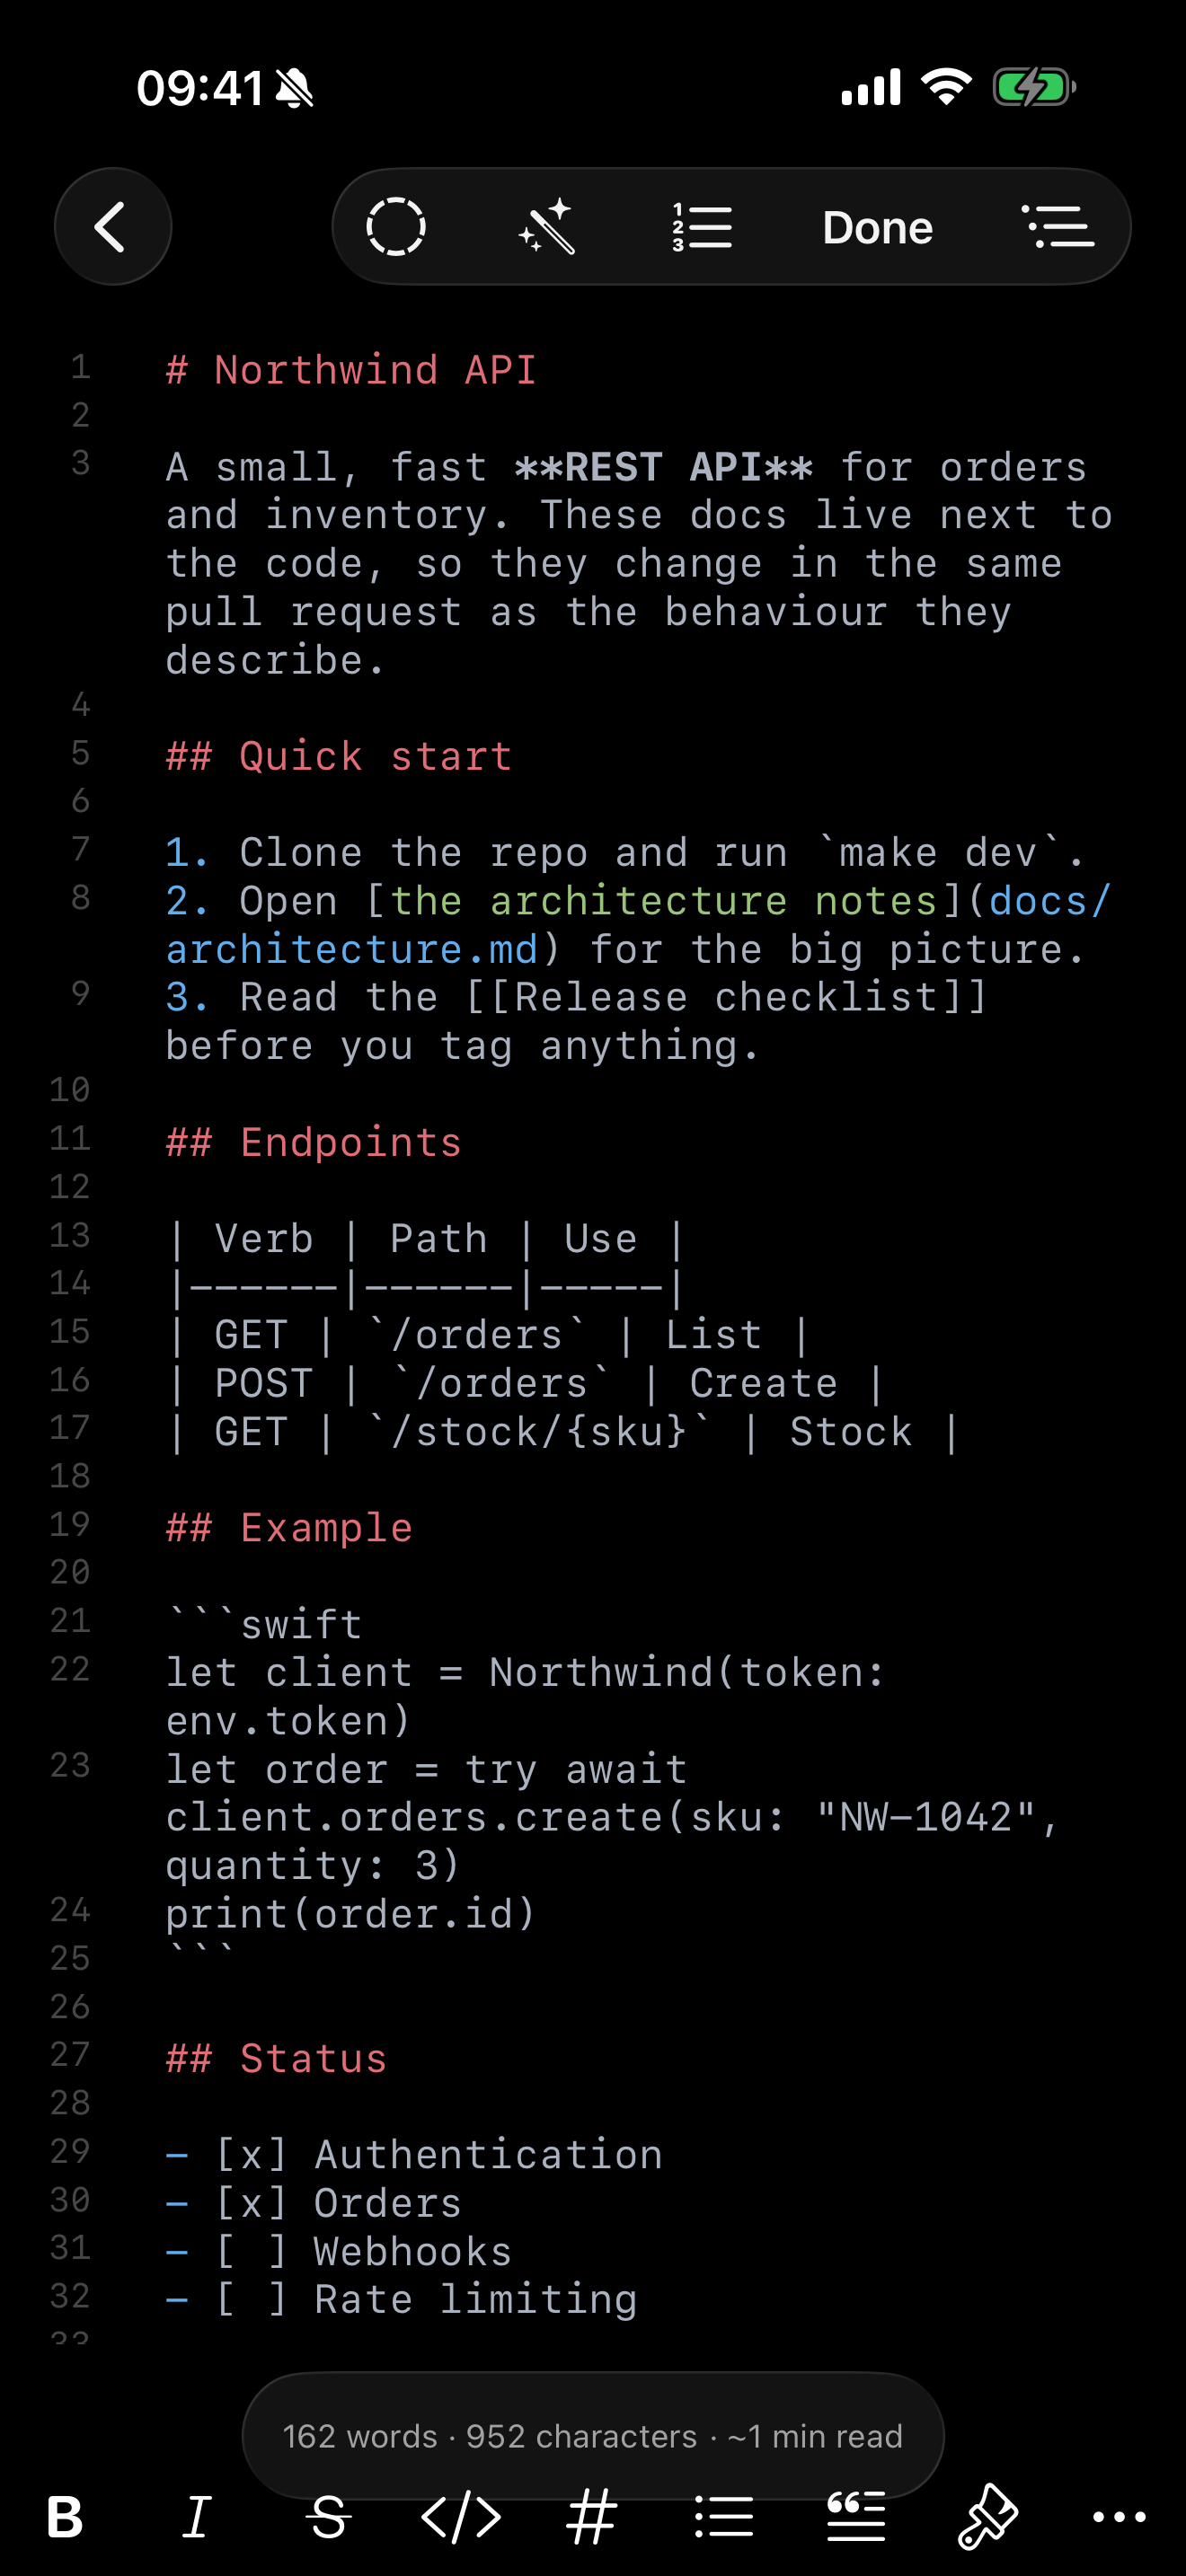 09:41
Done
1 # Northwind API
2
3 A small, fast **REST API** for orders
and inventory. These docs live next to
the code, so they change in the same
pull request as the behaviour they
describe.
4
5 ## Quick start
6
7 1. Clone the repo and run `make dev`.
8 2. Open [the architecture notes](docs/
architecture.md) for the big picture.
9 3. Read the [[Release checklist]]
before you tag anything.
10
11 ## Endpoints
12
13 | Verb | Path | Use |
14 |------|------|-----|
15 | GET | `/orders` | List |
16 | POST | `/orders` | Create |
17 | GET | `/stock/{sku}` | Stock |
18
19 ## Example
20
21 ```swift
22 let client = Northwind(token:
env.token)
23 let order = try await
client.orders.create(sku: "NW-1042",
quantity: 3)
24 print(order.id)
25 ```
26
27 ## Status
28
29 - [x] Authentication
30 - [x] Orders
31 - [ ] Webhooks
32 - [ ] Rate limiting
33
162 words · 952 characters · ~1 min read
B I S </> #